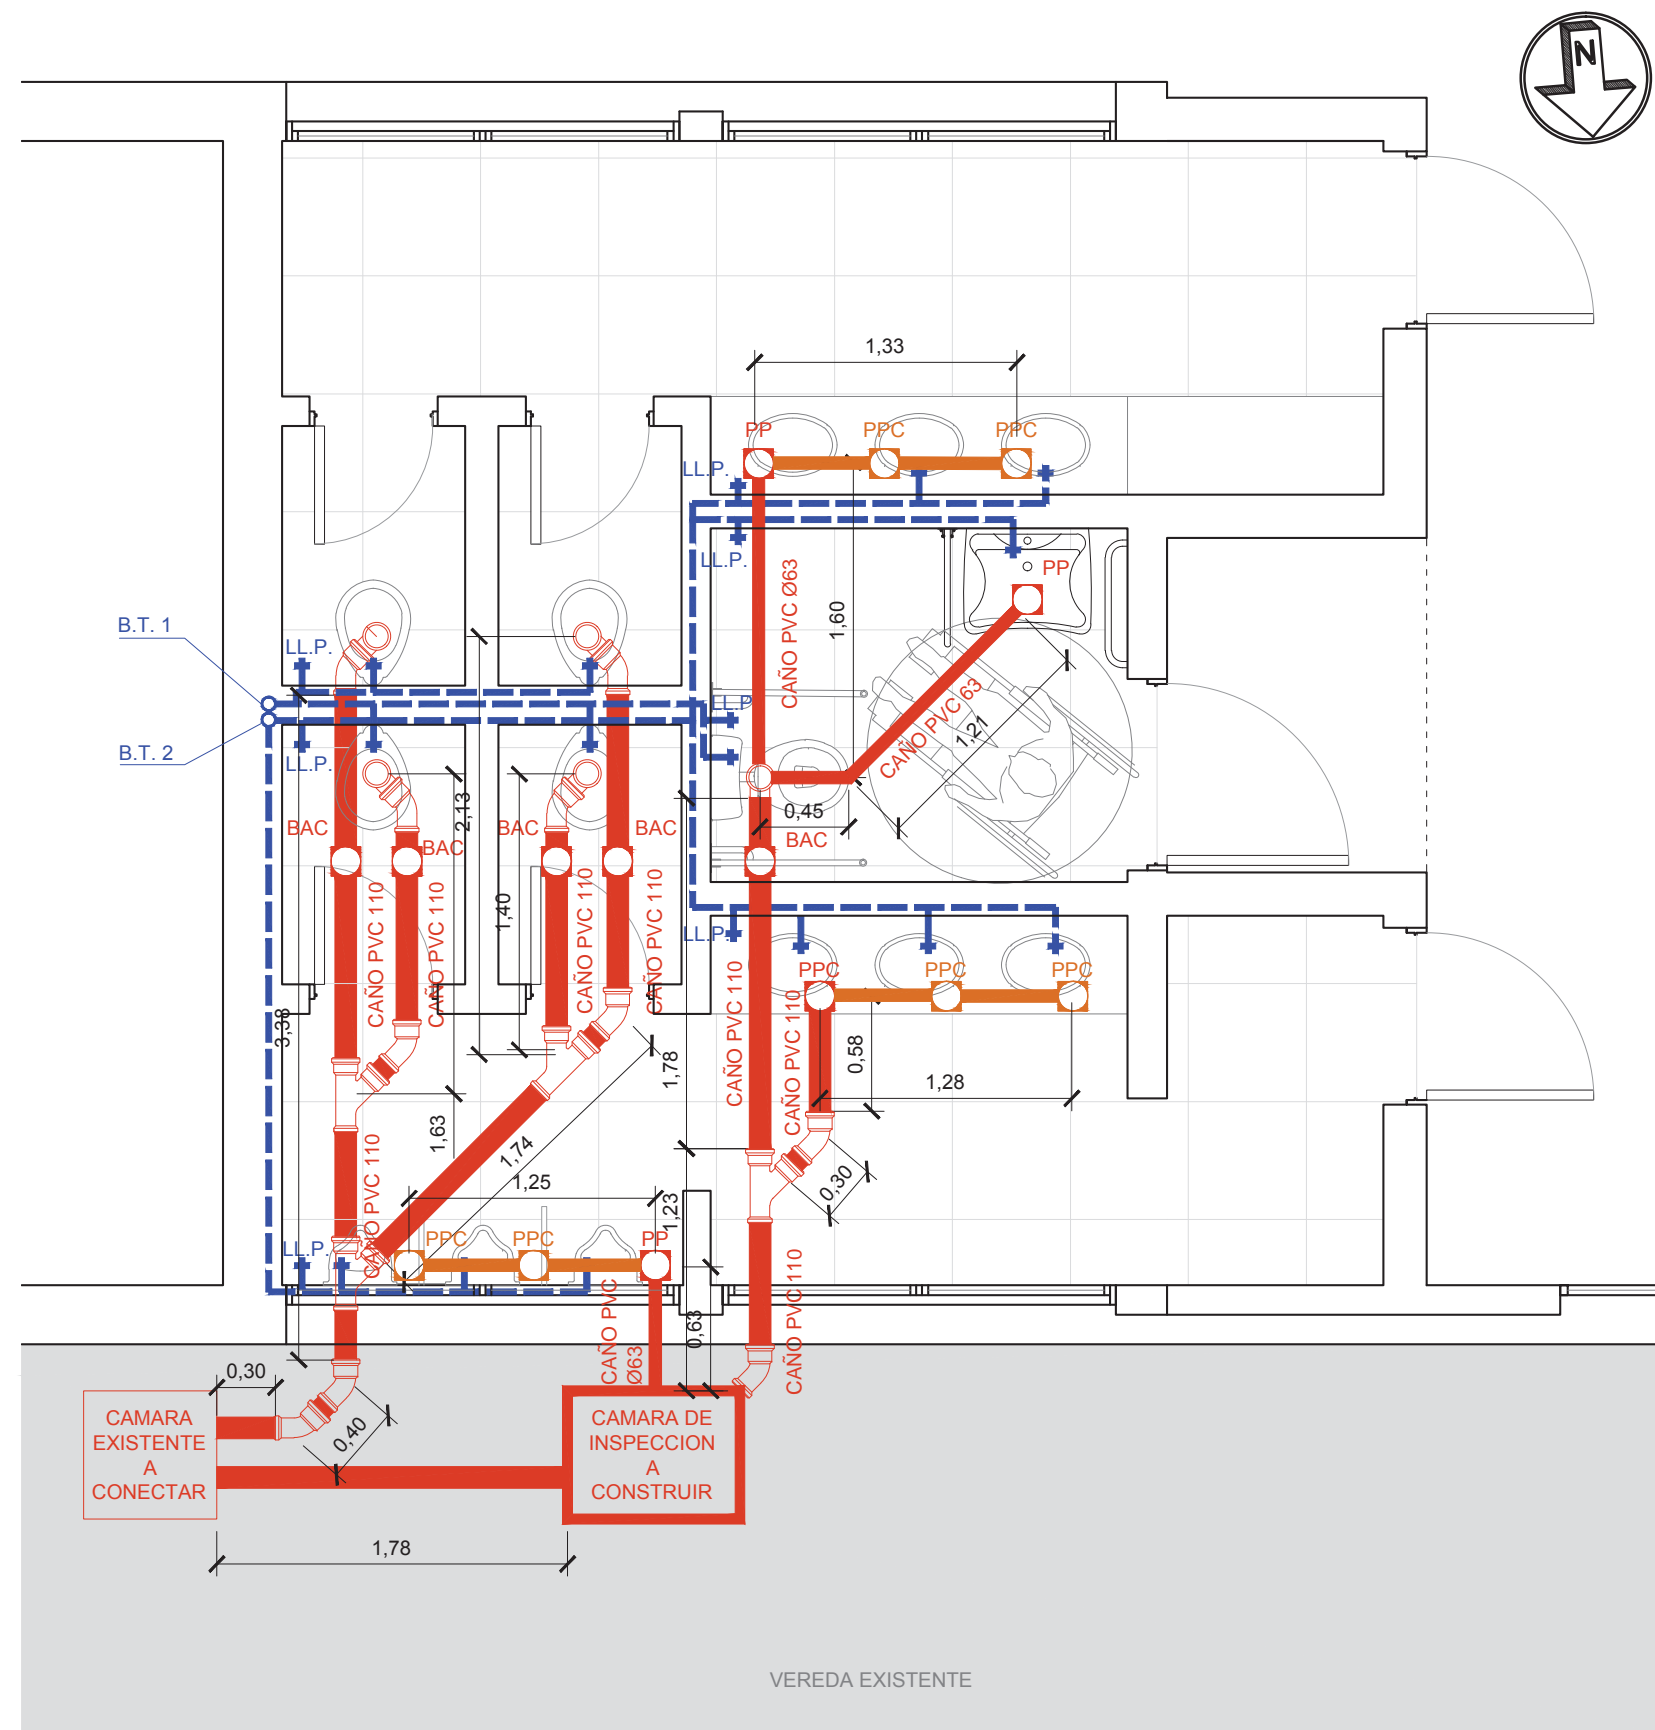 N
1,33
PP
PPC
PPC
LL.P.
LL.P.
CAÑO PVC Ø63
1,60
PP
B.T. 1
LL.P.
CAÑO PVC 63
1,21
LL.P
B.T. 2
LL.P.
2,13
0,45
BAC
BAC
BAC
BAC
BAC
1,40
CAÑO PVC 110
CAÑO PVC 110
CAÑO PVC 110
CAÑO PVC 110
LL.P.
PPC
PPC
PPC
CAÑO PVC 110
CAÑO PVC 110
3,38
1,78
0,58
1,28
1,63
1,74
0,30
CAÑO PVC 110
1,25
1,23
LL.P.
PPC
PPC
PP
CAÑO PVC
Ø63
0,63
CAÑO PVC 110
0,30
0,40
CAMARA
EXISTENTE
A
CONECTAR
CAMARA DE
INSPECCION
A
CONSTRUIR
1,78
VEREDA EXISTENTE